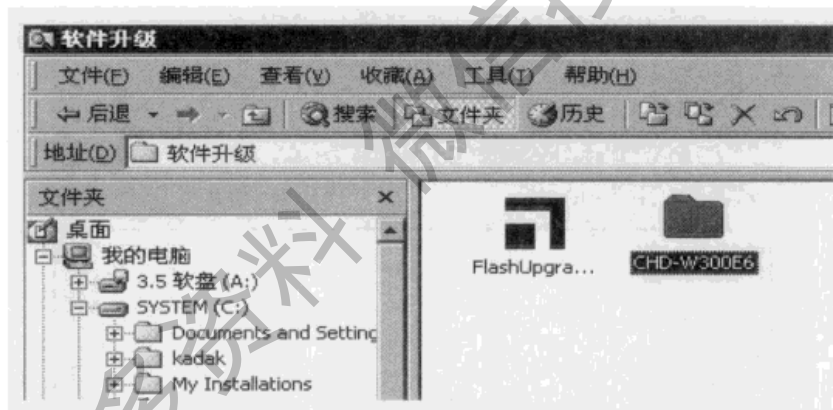 软件升级
文件(F) 编辑(E) 查看(V) 收藏(A) 工具(T) 帮助(H)
后退 搜索 文件夹 历史
地址(D) 软件升级
文件夹 ×
桌面
我的电脑
3.5 软盘 (A:)
SYSTEM (C:)
Documents and Setting
kadak
My Installations
FlashUpgra...
CHD-W300E6